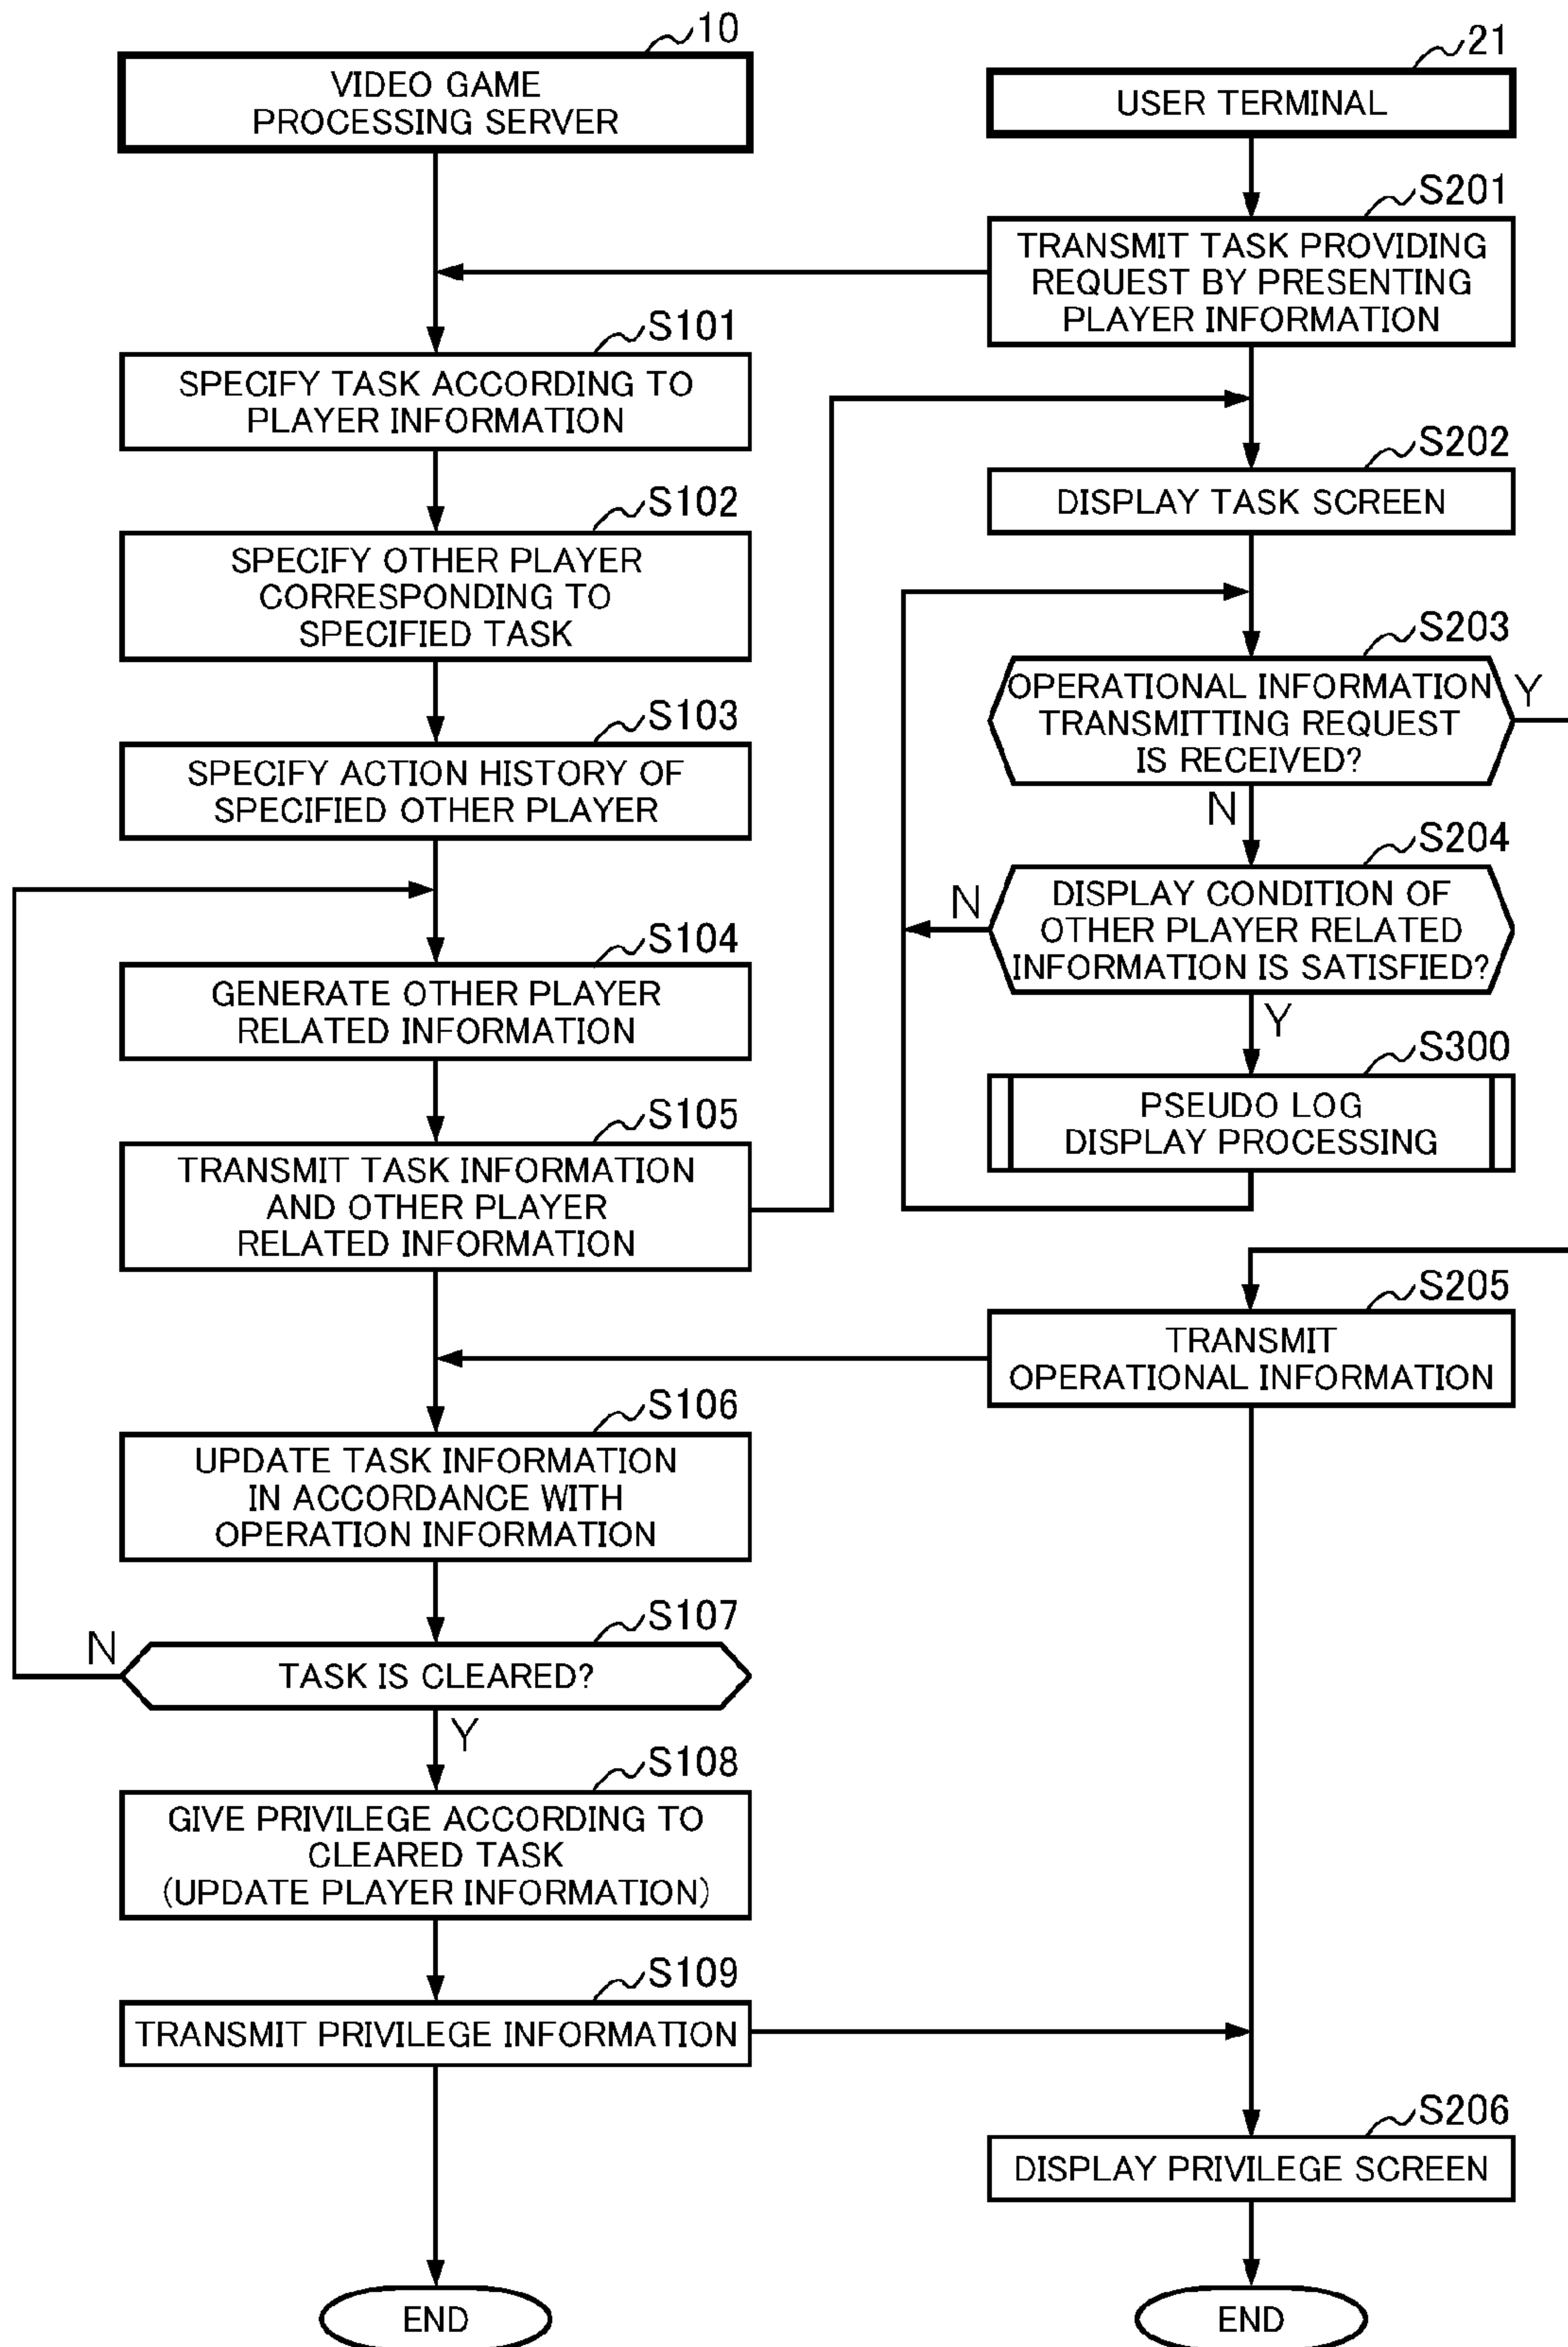 10
VIDEO GAME
PROCESSING SERVER
S101
SPECIFY TASK ACCORDING TO
PLAYER INFORMATION
S102
SPECIFY OTHER PLAYER
CORRESPONDING TO
SPECIFIED TASK
S103
SPECIFY ACTION HISTORY OF
SPECIFIED OTHER PLAYER
S104
GENERATE OTHER PLAYER
RELATED INFORMATION
S105
TRANSMIT TASK INFORMATION
AND OTHER PLAYER
RELATED INFORMATION
S106
UPDATE TASK INFORMATION
IN ACCORDANCE WITH
OPERATION INFORMATION
S107
N
TASK IS CLEARED?
Y
S108
GIVE PRIVILEGE ACCORDING TO
CLEARED TASK
(UPDATE PLAYER INFORMATION)
S109
TRANSMIT PRIVILEGE INFORMATION
END
21
USER TERMINAL
S201
TRANSMIT TASK PROVIDING
REQUEST BY PRESENTING
PLAYER INFORMATION
S202
DISPLAY TASK SCREEN
S203
OPERATIONAL INFORMATION
TRANSMITTING REQUEST
IS RECEIVED?
Y
N
S204
DISPLAY CONDITION OF
OTHER PLAYER RELATED
INFORMATION IS SATISFIED?
N
Y
S300
PSEUDO LOG
DISPLAY PROCESSING
S205
TRANSMIT
OPERATIONAL INFORMATION
S206
DISPLAY PRIVILEGE SCREEN
END